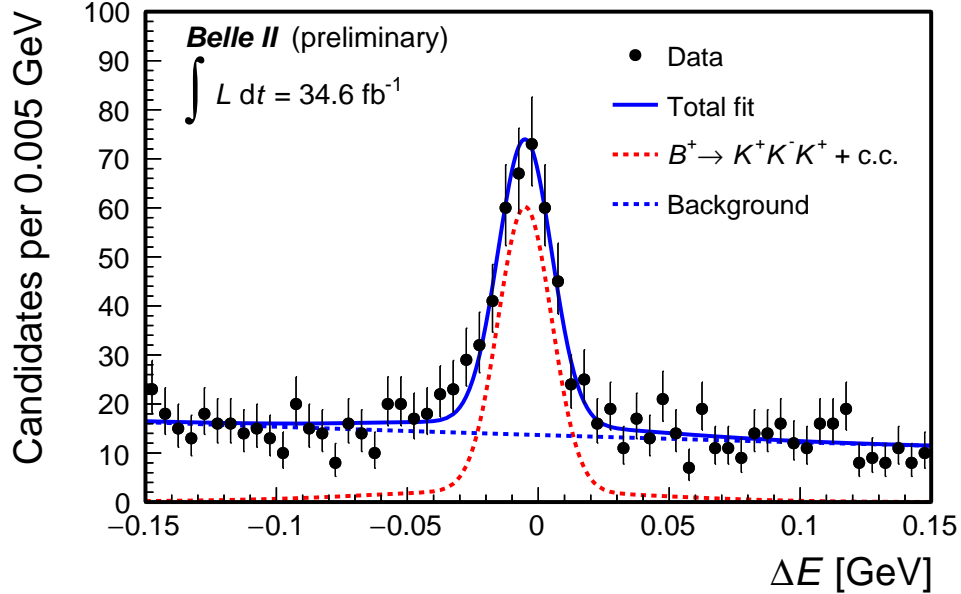 Candidates per 0.005 GeV
100
90
80
70
60
50
40
30
20
10
0
Belle II (preliminary)
∫ L dt = 34.6 fb⁻¹
Data
Total fit
B⁺→ K⁺K⁻K⁺ + c.c.
Background
−0.15 −0.1 −0.05 0 0.05 0.1 0.15
ΔE [GeV]